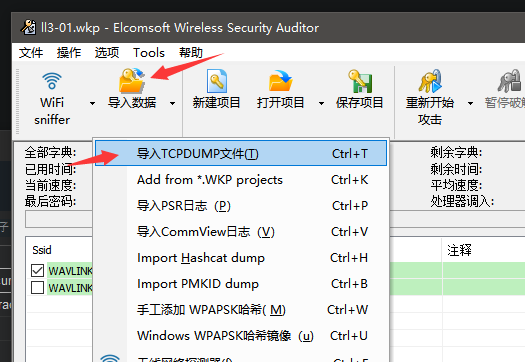 ll3-01.wkp - Elcomsoft Wireless Security Auditor
文件 操作 选项 Tools 帮助
WiFi sniffer
导入数据
新建项目
打开项目
保存项目
重新开始攻击
导入TCPDUMP文件(T) Ctrl+T
Add from *.WKP projects Ctrl+K
导入PSR日志（P) Ctrl+P
导入CommView日志（V) Ctrl+V
Import Hashcat dump Ctrl+H
Import PMKID dump Ctrl+B
手工添加 WPAPSK哈希( M) Ctrl+W
Windows WPAPSK哈希镜像（u) Ctrl+U
全部字典:
已用时间:
当前速度:
最后密码:
剩余字典:
剩余时间:
平均速度:
处理器调入:
Ssid
注释
WAVLINK
WAVLINK